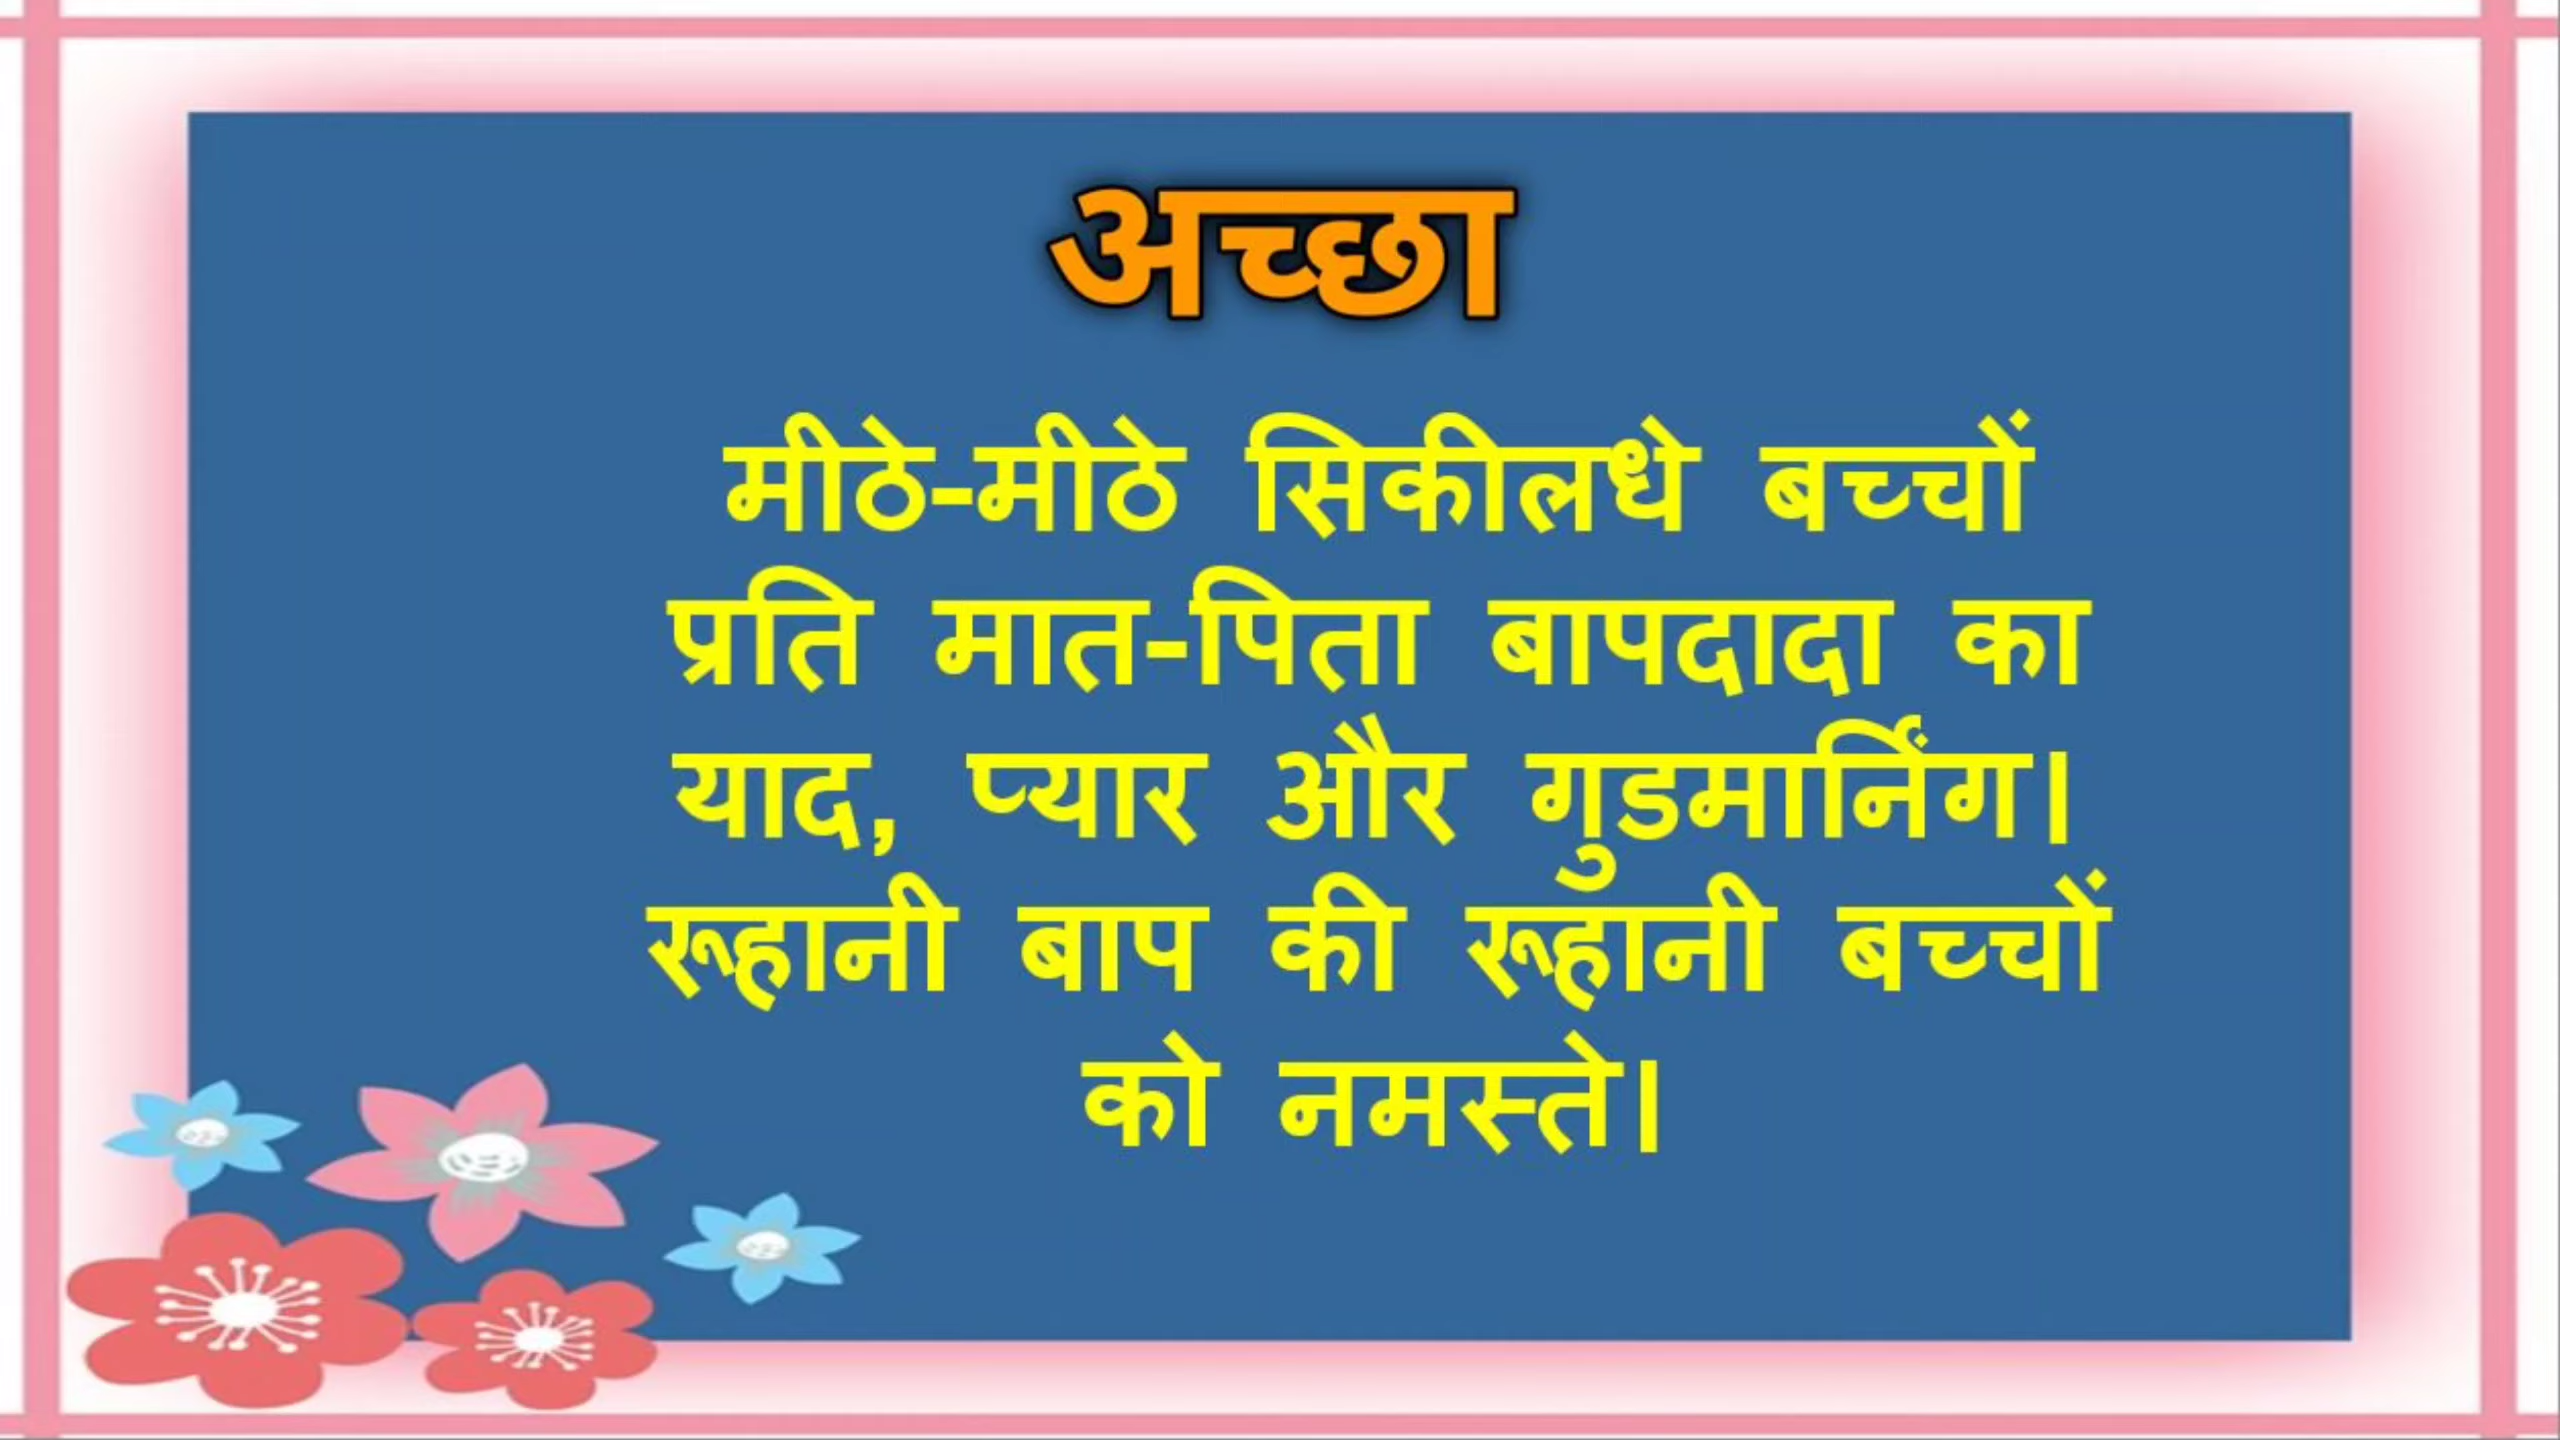 अच्छा
मीठे-मीठे सिकीलधे बच्चों
प्रति मात-पिता बापदादा का
याद, प्यार और गुडमार्निंग।
रूहानी बाप की रूहानी बच्चों
को नमस्ते।